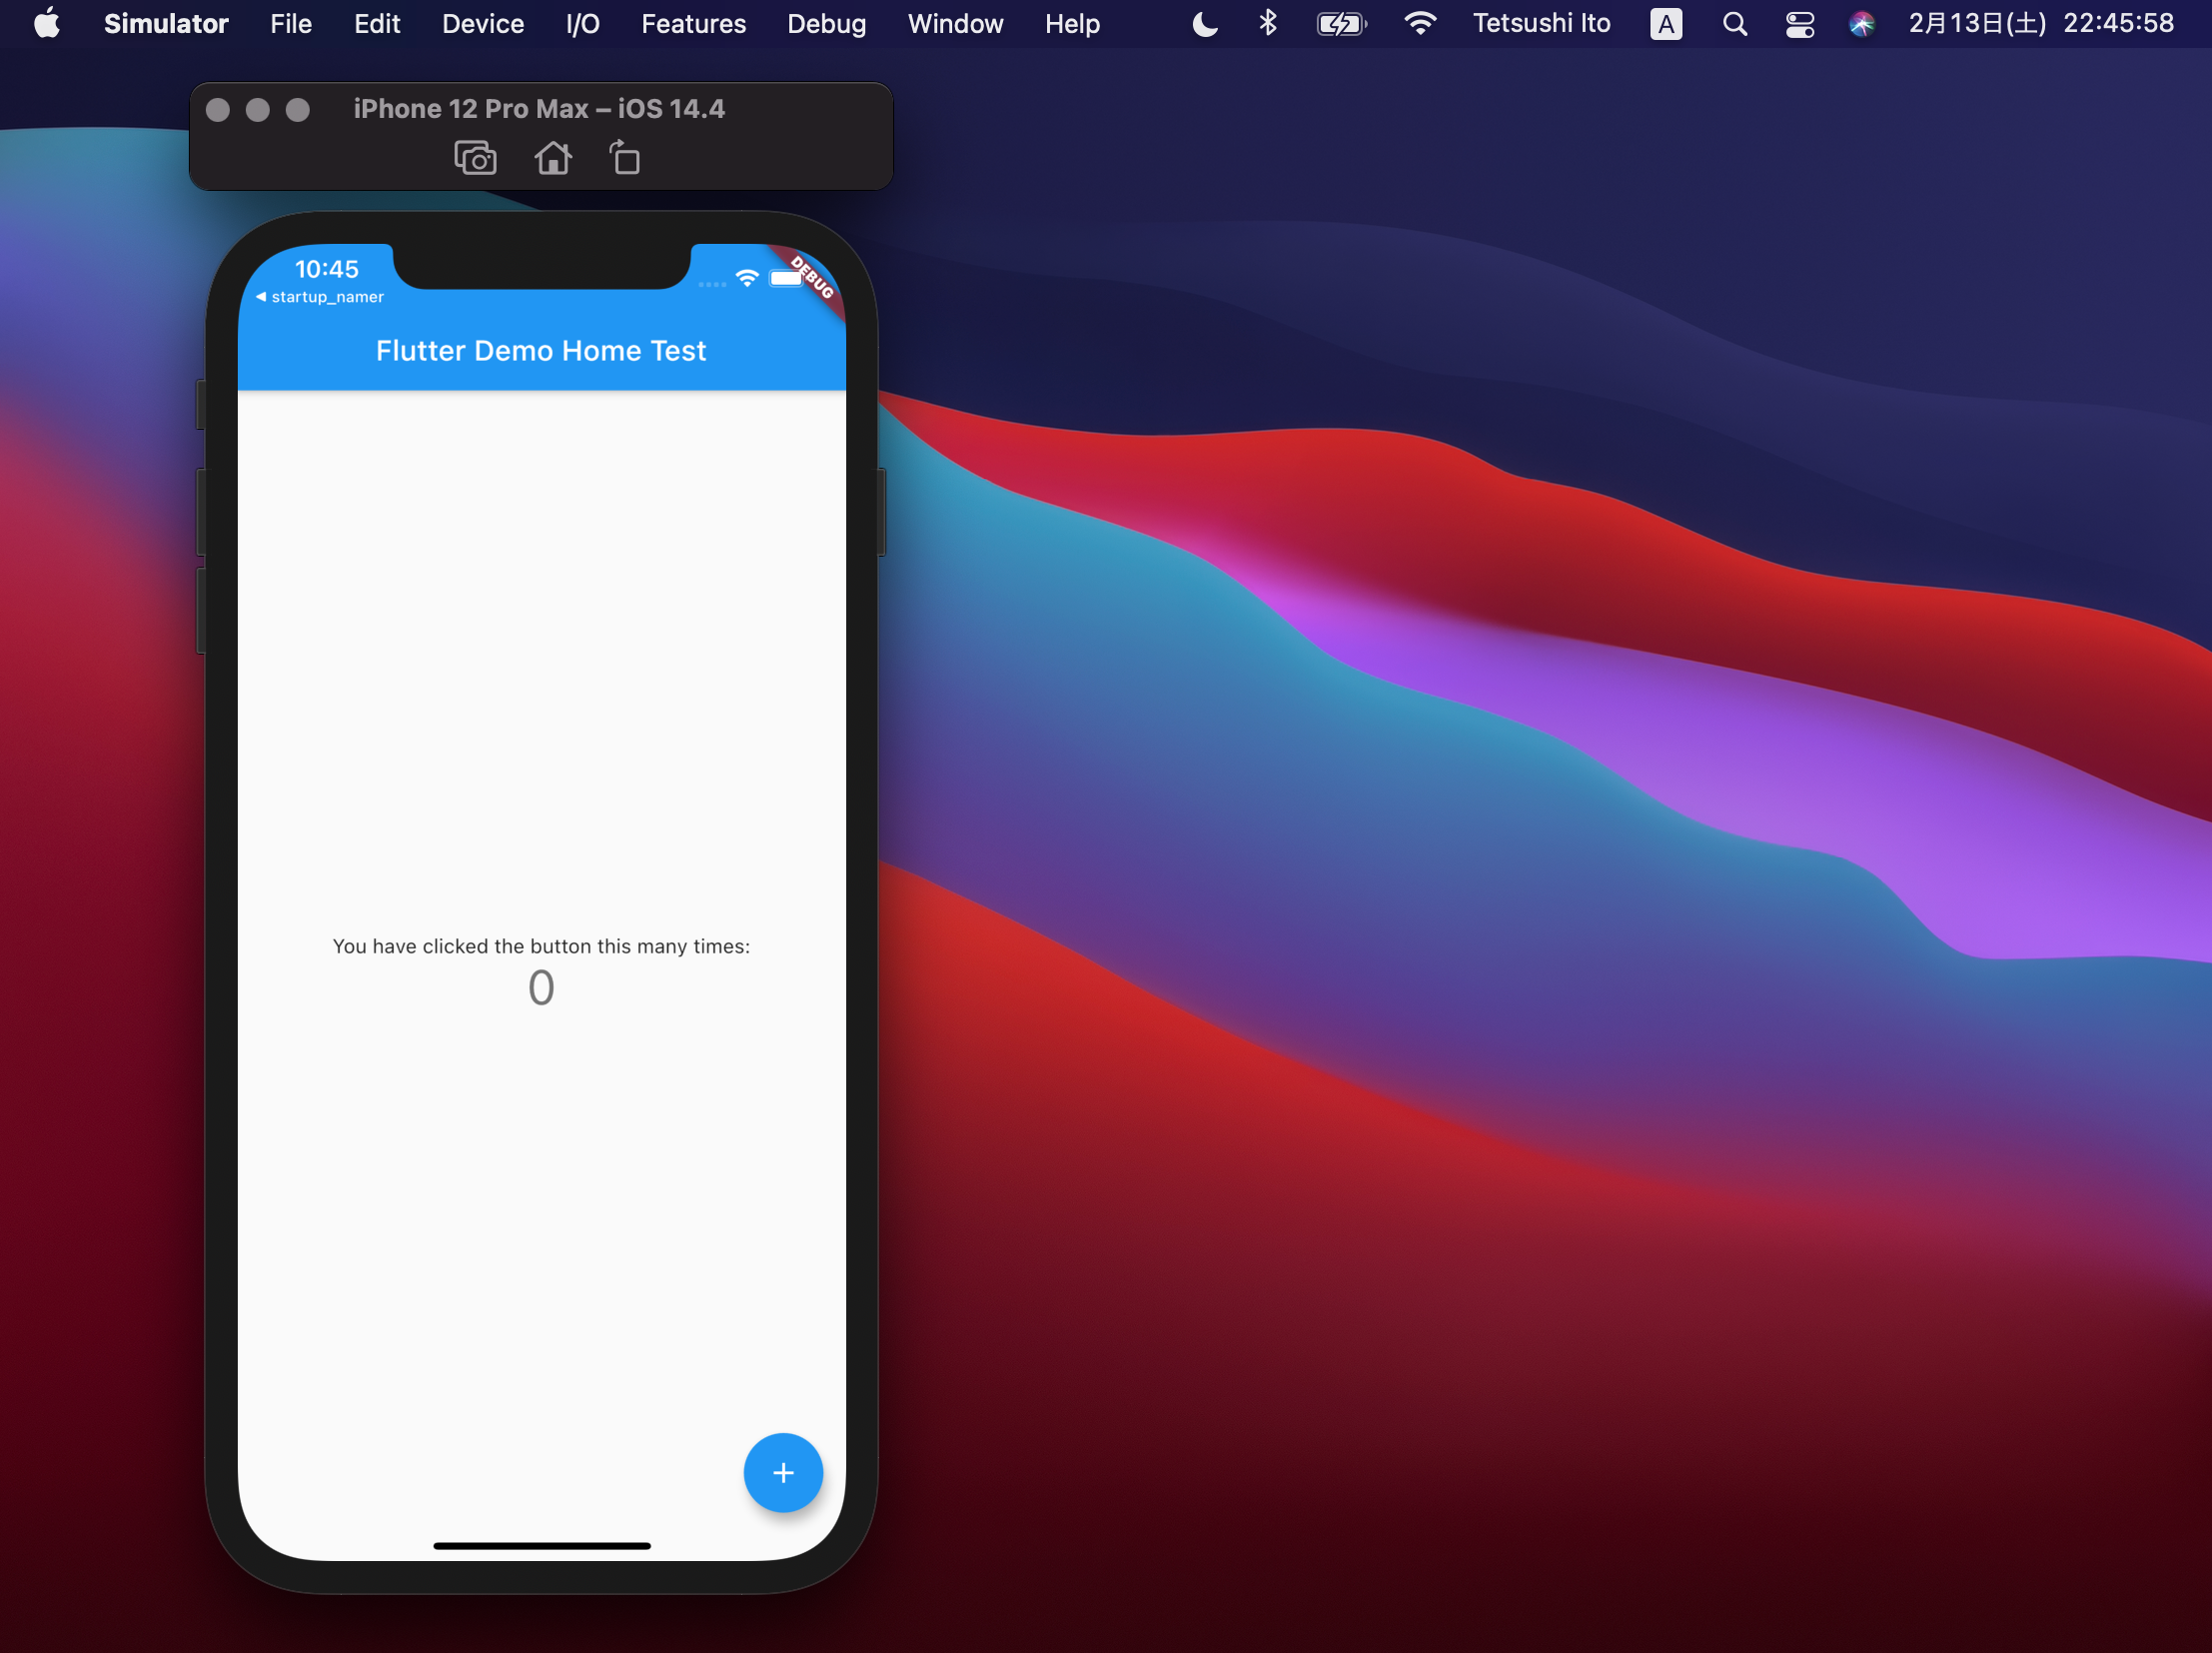 Simulator File Edit Device I/O Features Debug Window Help Tetsushi Ito A 2月13日(土) 22:45:58
iPhone 12 Pro Max – iOS 14.4
10:45
◀ startup_namer
DEBUG
Flutter Demo Home Test
You have clicked the button this many times:
0
+